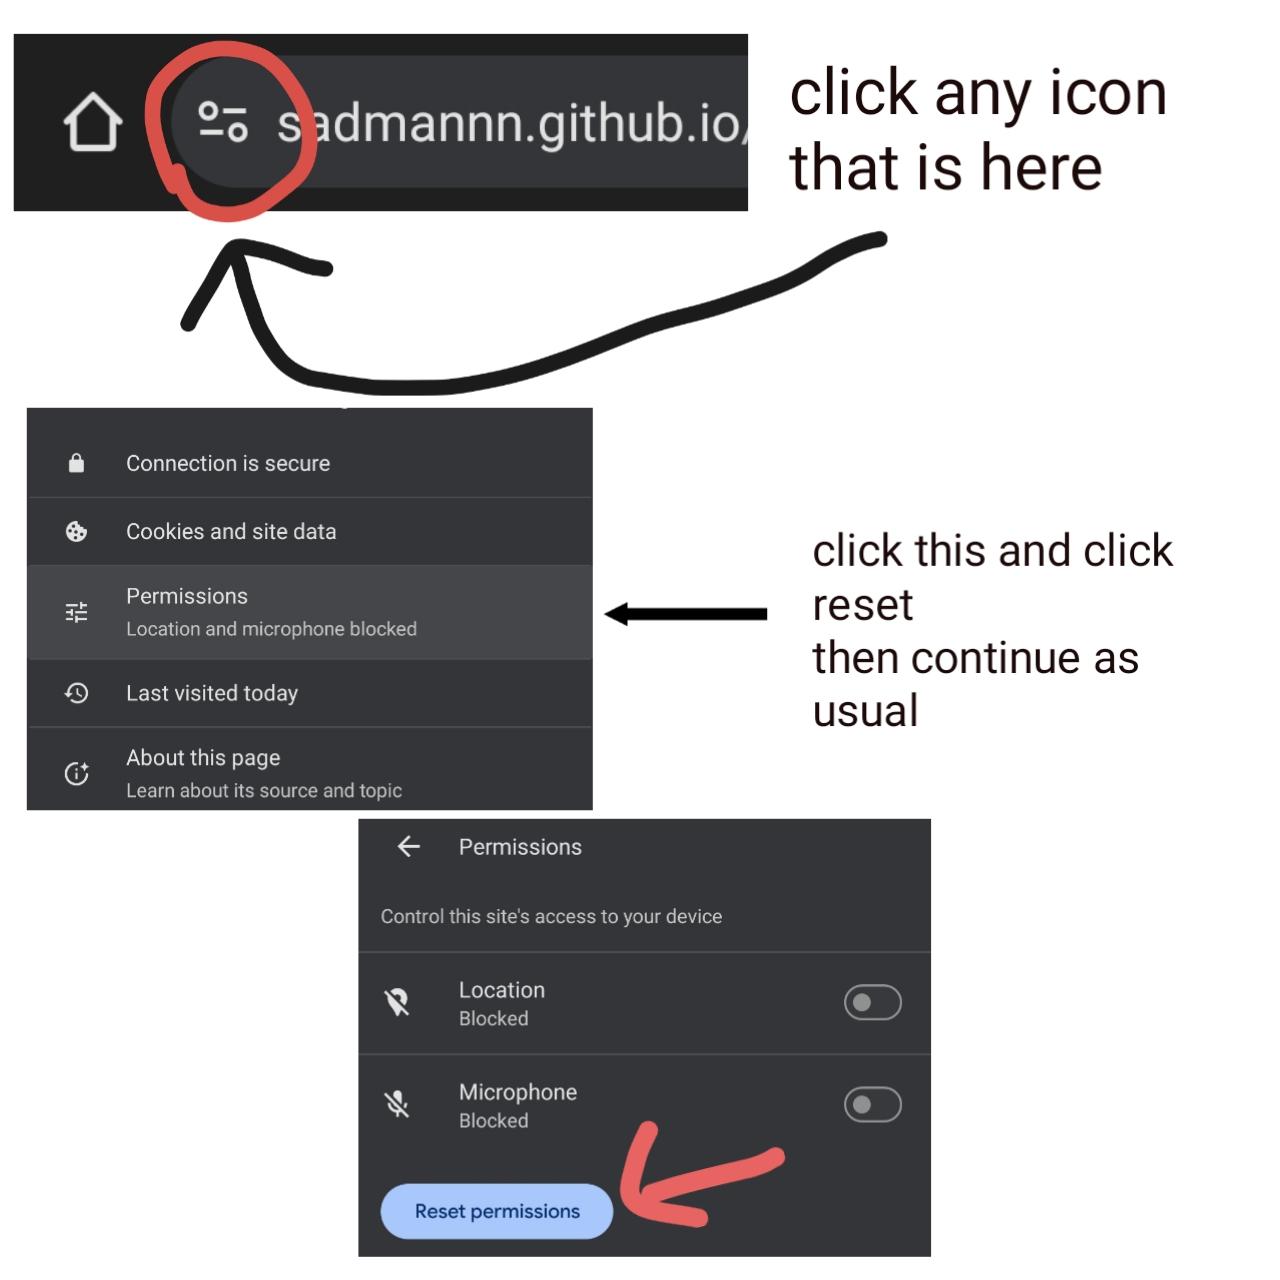 sadmannn.github.io/
click any icon
that is here
Connection is secure
Cookies and site data
Permissions
Location and microphone blocked
Last visited today
About this page
Learn about its source and topic
click this and click
reset
then continue as
usual
Permissions
Control this site's access to your device
Location
Blocked
Microphone
Blocked
Reset permissions